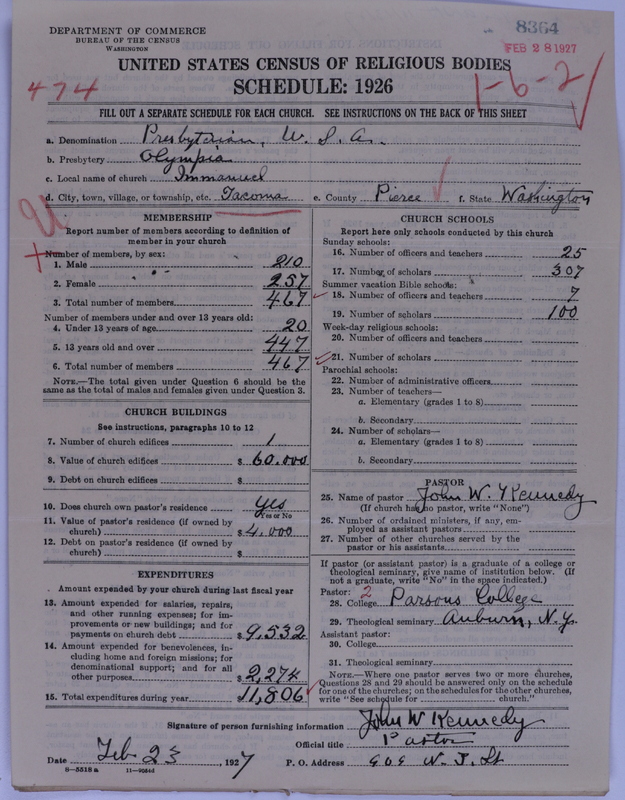 DEPARTMENT OF COMMERCE
BUREAU OF THE CENSUS
WASHINGTON
8364
FEB 28 1927
UNITED STATES CENSUS OF RELIGIOUS BODIES
SCHEDULE: 1926
474
1-6-2
FILL OUT A SEPARATE SCHEDULE FOR EACH CHURCH. SEE INSTRUCTIONS ON THE BACK OF THIS SHEET
a. Denomination Presbyterian, U. S. A.
b. Presbytery Olympia
c. Local name of church Immanuel
d. City, town, village, or township, etc. Tacoma e. County Pierce f. State Washington
MEMBERSHIP
Report number of members according to definition of
member in your church
Number of members, by sex:
1. Male 210
2. Female 257
3. Total number of members 467
Number of members under and over 13 years old:
4. Under 13 years of age 20
5. 13 years old and over 447
6. Total number of members 467
NOTE.—The total given under Question 6 should be the
same as the total of males and females given under Question 3.
CHURCH BUILDINGS
See instructions, paragraphs 10 to 12
7. Number of church edifices 1
8. Value of church edifices $ 60,000
9. Debt on church edifices $
10. Does church own pastor's residence yes
Yes or No
11. Value of pastor's residence (if owned by
church) $ 4,000
12. Debt on pastor's residence (if owned by
church) $
EXPENDITURES
Amount expended by your church during last fiscal year
13. Amount expended for salaries, repairs,
and other running expenses; for im-
provements or new buildings; and for
payments on church debt $ 9,532
14. Amount expended for benevolences, in-
cluding home and foreign missions; for
denominational support; and for all
other purposes $ 2,274
15. Total expenditures during year 11,806
CHURCH SCHOOLS
Report here only schools conducted by this church
Sunday schools:
16. Number of officers and teachers 25
17. Number of scholars 307
Summer vacation Bible schools:
18. Number of officers and teachers 7
19. Number of scholars 100
Week-day religious schools:
20. Number of officers and teachers
21. Number of scholars
Parochial schools:
22. Number of administrative officers
23. Number of teachers—
a. Elementary (grades 1 to 8)
b. Secondary
24. Number of scholars—
a. Elementary (grades 1 to 8)
b. Secondary
PASTOR
25. Name of pastor John W. Kennedy
(If church has no pastor, write "None")
26. Number of ordained ministers, if any, em-
ployed as assistant pastors
27. Number of other churches served by the
pastor or his assistants
If pastor (or assistant pastor) is a graduate of a college or
theological seminary, give name of institution below. (If
not a graduate, write "No" in the space indicated.)
Pastor: 2
28. College Parsons College
29. Theological seminary Auburn, N.Y.
Assistant pastor:
30. College
31. Theological seminary
NOTE.—Where one pastor serves two or more churches,
Questions 28 and 29 should be answered only on the schedule
for one of the churches; on the schedules for the other churches,
write "See schedule for church."
Signature of person furnishing information John W Kennedy
Official title Pastor
Date Feb 23, 1927 P. O. Address 909 N. J. St
8—5518 a